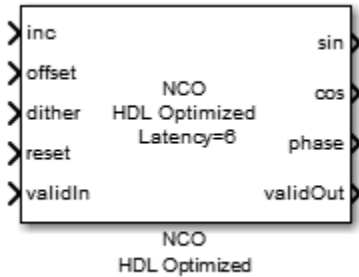 inc
offset
dither
reset
validIn
NCO
HDL Optimized
Latency=6
sin
cos
phase
validOut
NCO
HDL Optimized